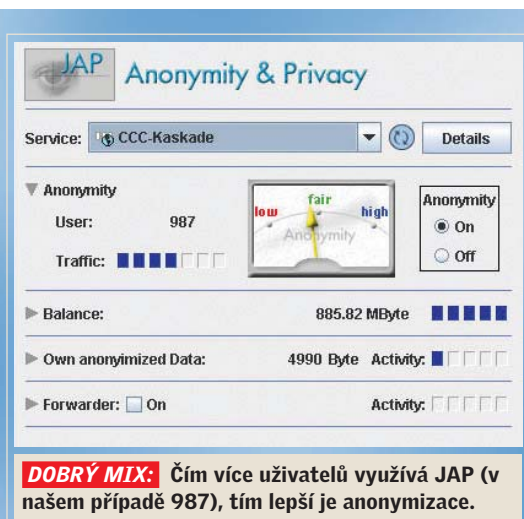 JAP Anonymity & Privacy
Service: CCC-Kaskade Details
Anonymity
User: 987
Traffic:
low fair high
Anonymity
Anonymity
On
Off
Balance: 885.82 MByte
Own anonyimized Data: 4990 Byte Activity:
Forwarder: On Activity:
DOBRÝ MIX: Čím více uživatelů využívá JAP (v
našem případě 987), tím lepší je anonymizace.